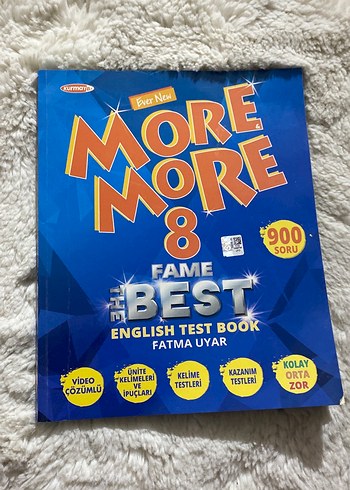 Kurmay ELT
Ever New
MORE & MORE
8
900
SORU
FAME
THE BEST
ENGLISH TEST BOOK
FATMA UYAR
VİDEO
ÇÖZÜMLÜ
ÜNİTE
KELİMELERİ
VE
İPUÇLARI
KELİME
TESTLERİ
KAZANIM
TESTLERİ
KOLAY
ORTA
ZOR